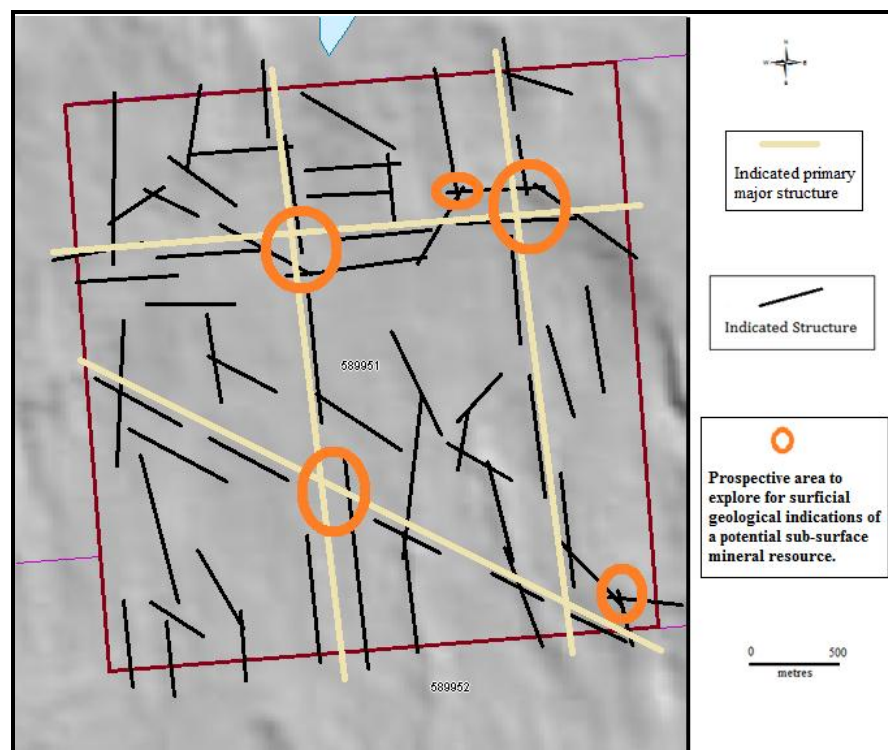 589951
589952
N
W
E
S
Indicated primary
major structure
Indicated Structure
Prospective area to
explore for surficial
geological indications of
a potential sub-surface
mineral resource.
0 500
metres